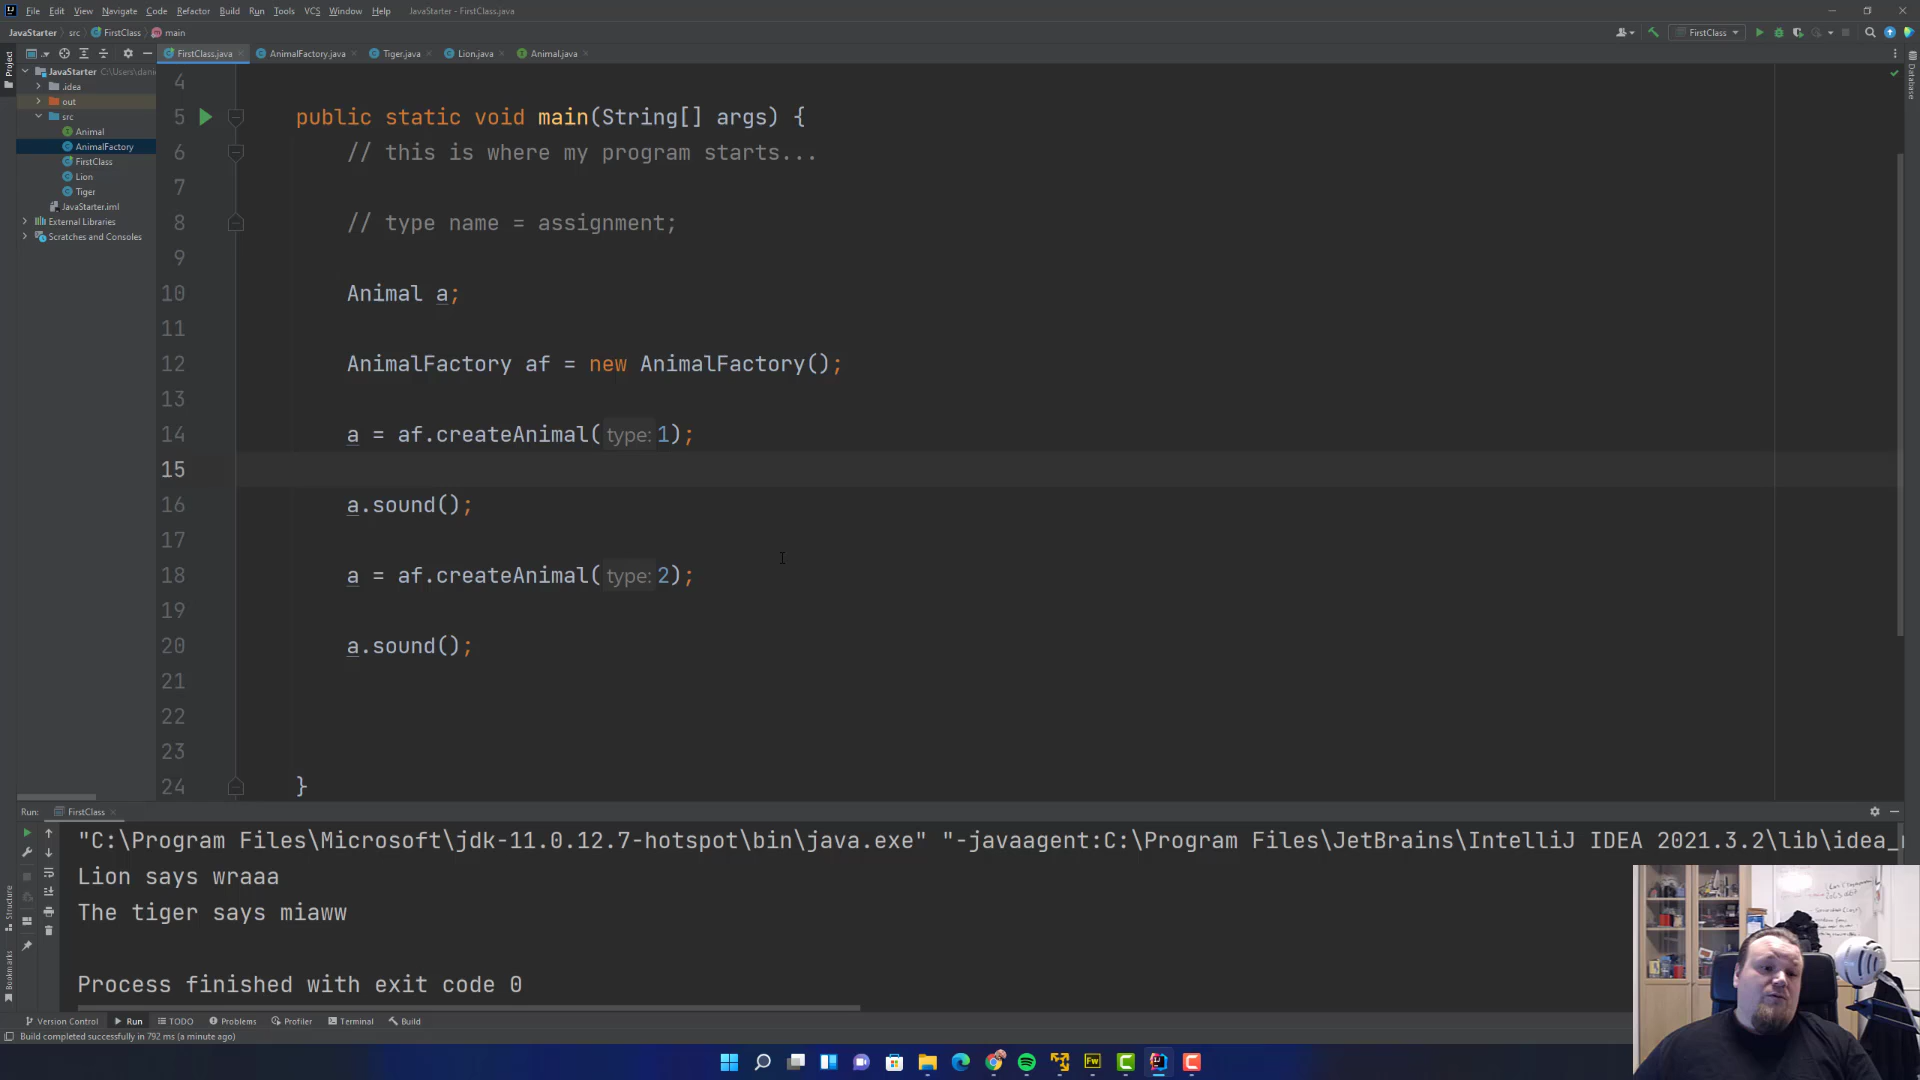 File Edit View Navigate Code Refactor Build Run Tools VCS Window Help JavaStarter - FirstClass.java
JavaStarter src FirstClass main
FirstClass
Project
FirstClass.java AnimalFactory.java Tiger.java Lion.java Animal.java
Database
JavaStarter C:\Users\dani
.idea
out
src
Animal
AnimalFactory
FirstClass
Lion
Tiger
JavaStarter.iml
External Libraries
Scratches and Consoles
4
5 public static void main(String[] args) {
6 // this is where my program starts...
7
8 // type name = assignment;
9
10 Animal a;
11
12 AnimalFactory af = new AnimalFactory();
13
14 a = af.createAnimal( type: 1);
15
16 a.sound();
17
18 a = af.createAnimal( type: 2);
19
20 a.sound();
21
22
23
24 }
Run: FirstClass
"C:\Program Files\Microsoft\jdk-11.0.12.7-hotspot\bin\java.exe" "-javaagent:C:\Program Files\JetBrains\IntelliJ IDEA 2021.3.2\lib\idea_
Lion says wraaa
The tiger says miaww
Process finished with exit code 0
Structure
Bookmarks
Version Control Run TODO Problems Profiler Terminal Build
Build completed successfully in 792 ms (a minute ago)
Fw